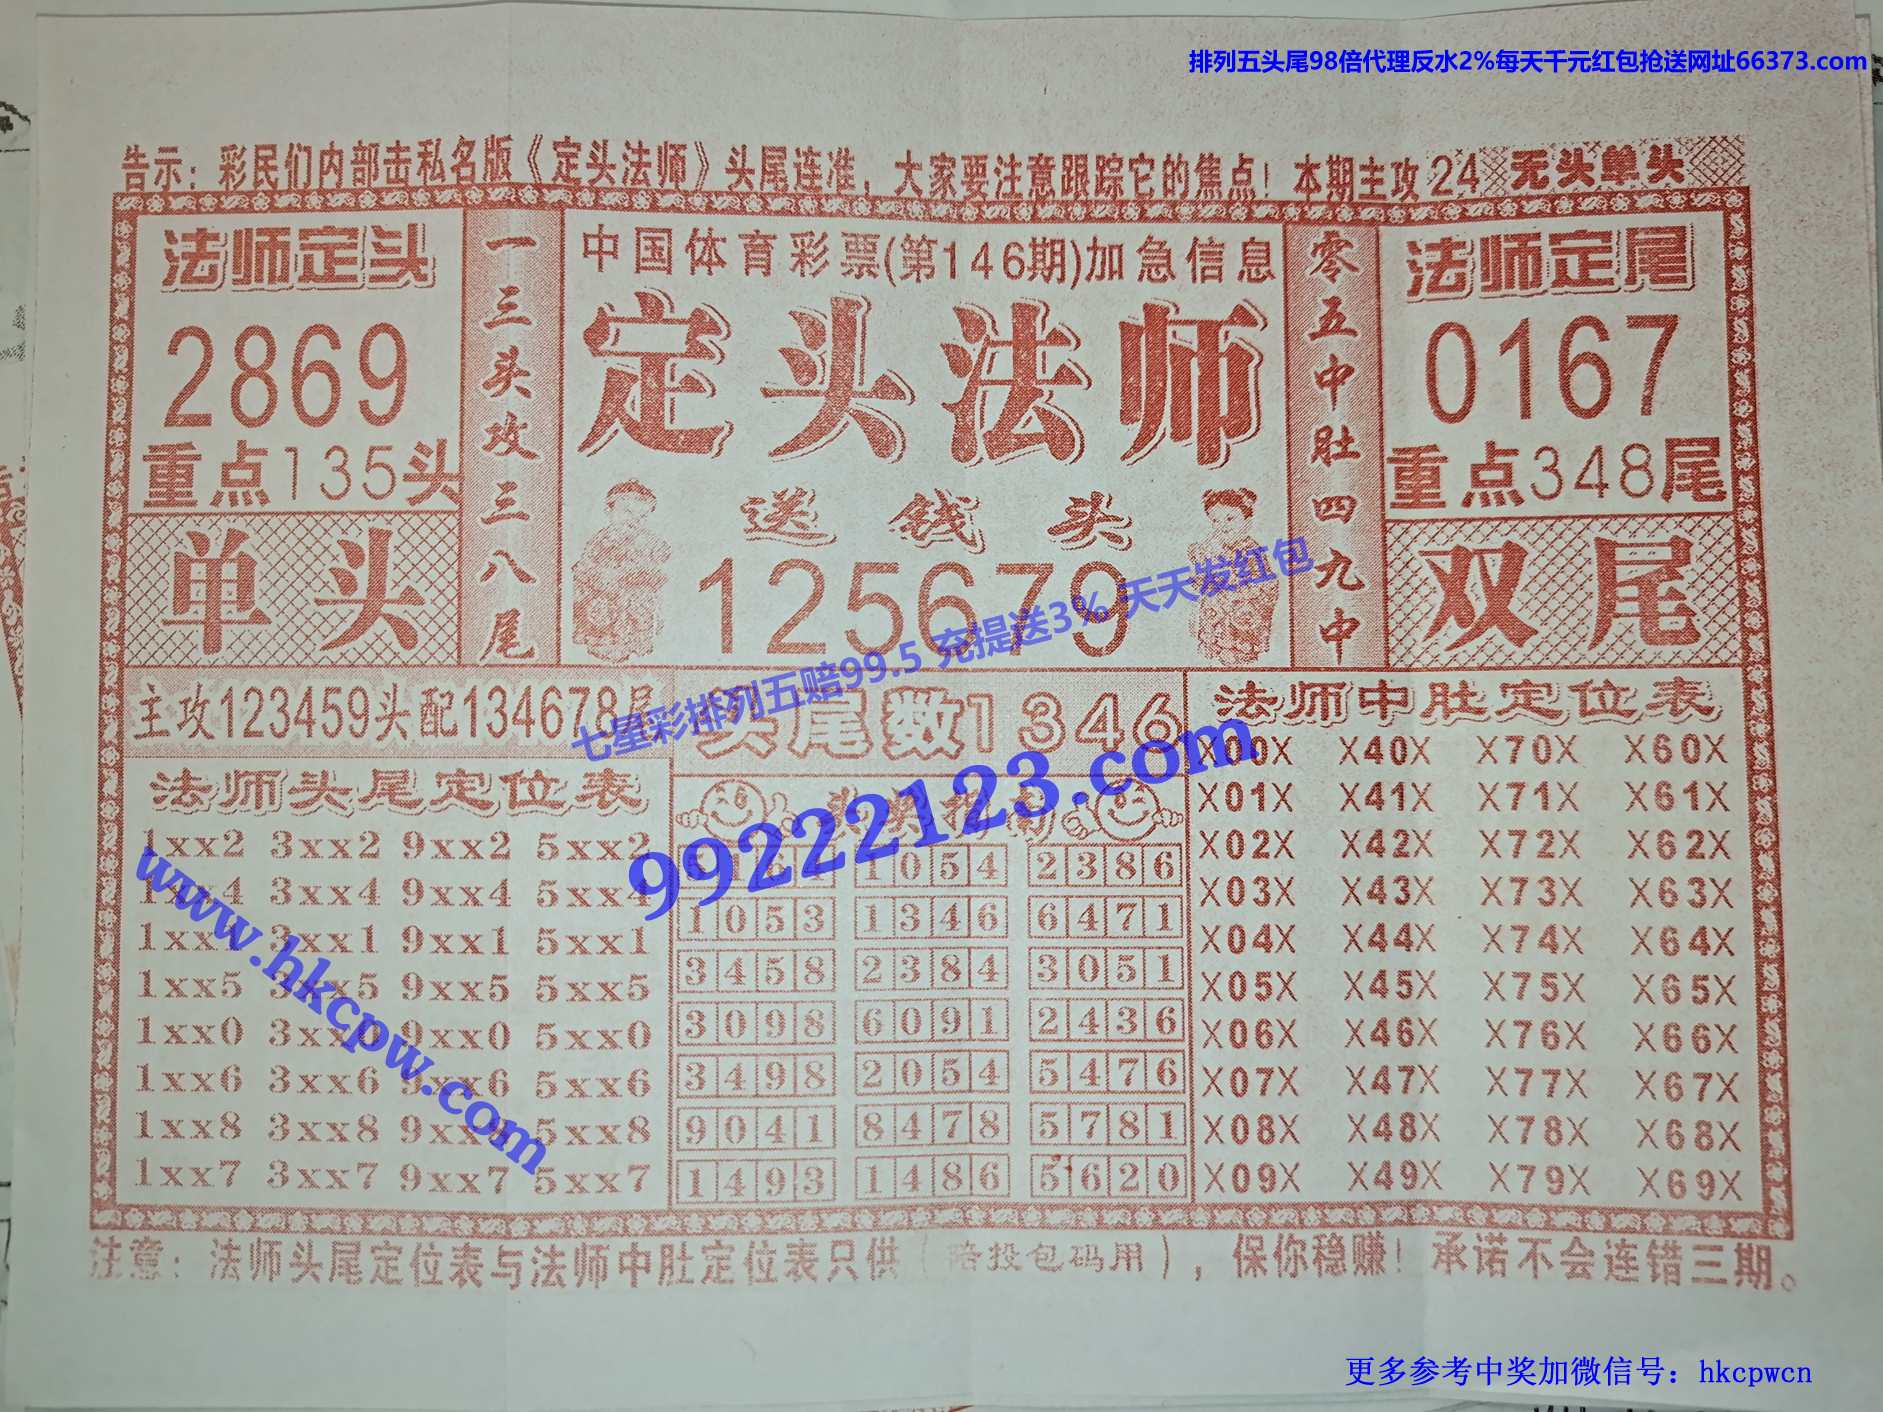 排列五头尾98倍代理反水2%每天千元红包抢送网址66373.com
告示：彩民们内部击私名版《定头法师》头尾连准，大家要注意跟踪它的焦点！本期主攻24无头单头
法师定头
2869
重点135头
单头
一三头攻三八尾
中国体育彩票(第146期)加急信息
定头法师
送钱头
125679
零五中肚四九中
法师定尾
0167
重点348尾
双尾
七星彩排列五赔99.5 充提送3% 天天发红包
99222123.com
www.hkcpw.com
主攻123459头配134678尾
头尾数1346
法师头尾定位表
1xx2 3xx2 9xx2 5xx2
1xx4 3xx4 9xx4 5xx4
1xx1 3xx1 9xx1 5xx1
1xx5 3xx5 9xx5 5xx5
1xx0 3xx0 9xx0 5xx0
1xx6 3xx6 9xx6 5xx6
1xx8 3xx8 9xx8 5xx8
1xx7 3xx7 9xx7 5xx7
1054 2386
1053 1346 6471
3458 2384 3051
3098 6091 2436
3498 2054 5476
9041 8478 5781
1493 1486 5620
法师中肚定位表
X00X X40X X70X X60X
X01X X41X X71X X61X
X02X X42X X72X X62X
X03X X43X X73X X63X
X04X X44X X74X X64X
X05X X45X X75X X65X
X06X X46X X76X X66X
X07X X47X X77X X67X
X08X X48X X78X X68X
X09X X49X X79X X69X
注意：法师头尾定位表与法师中肚定位表只供（路投包码用），保你稳赚！承诺不会连错三期。
更多参考中奖加微信号：hkcpwcn